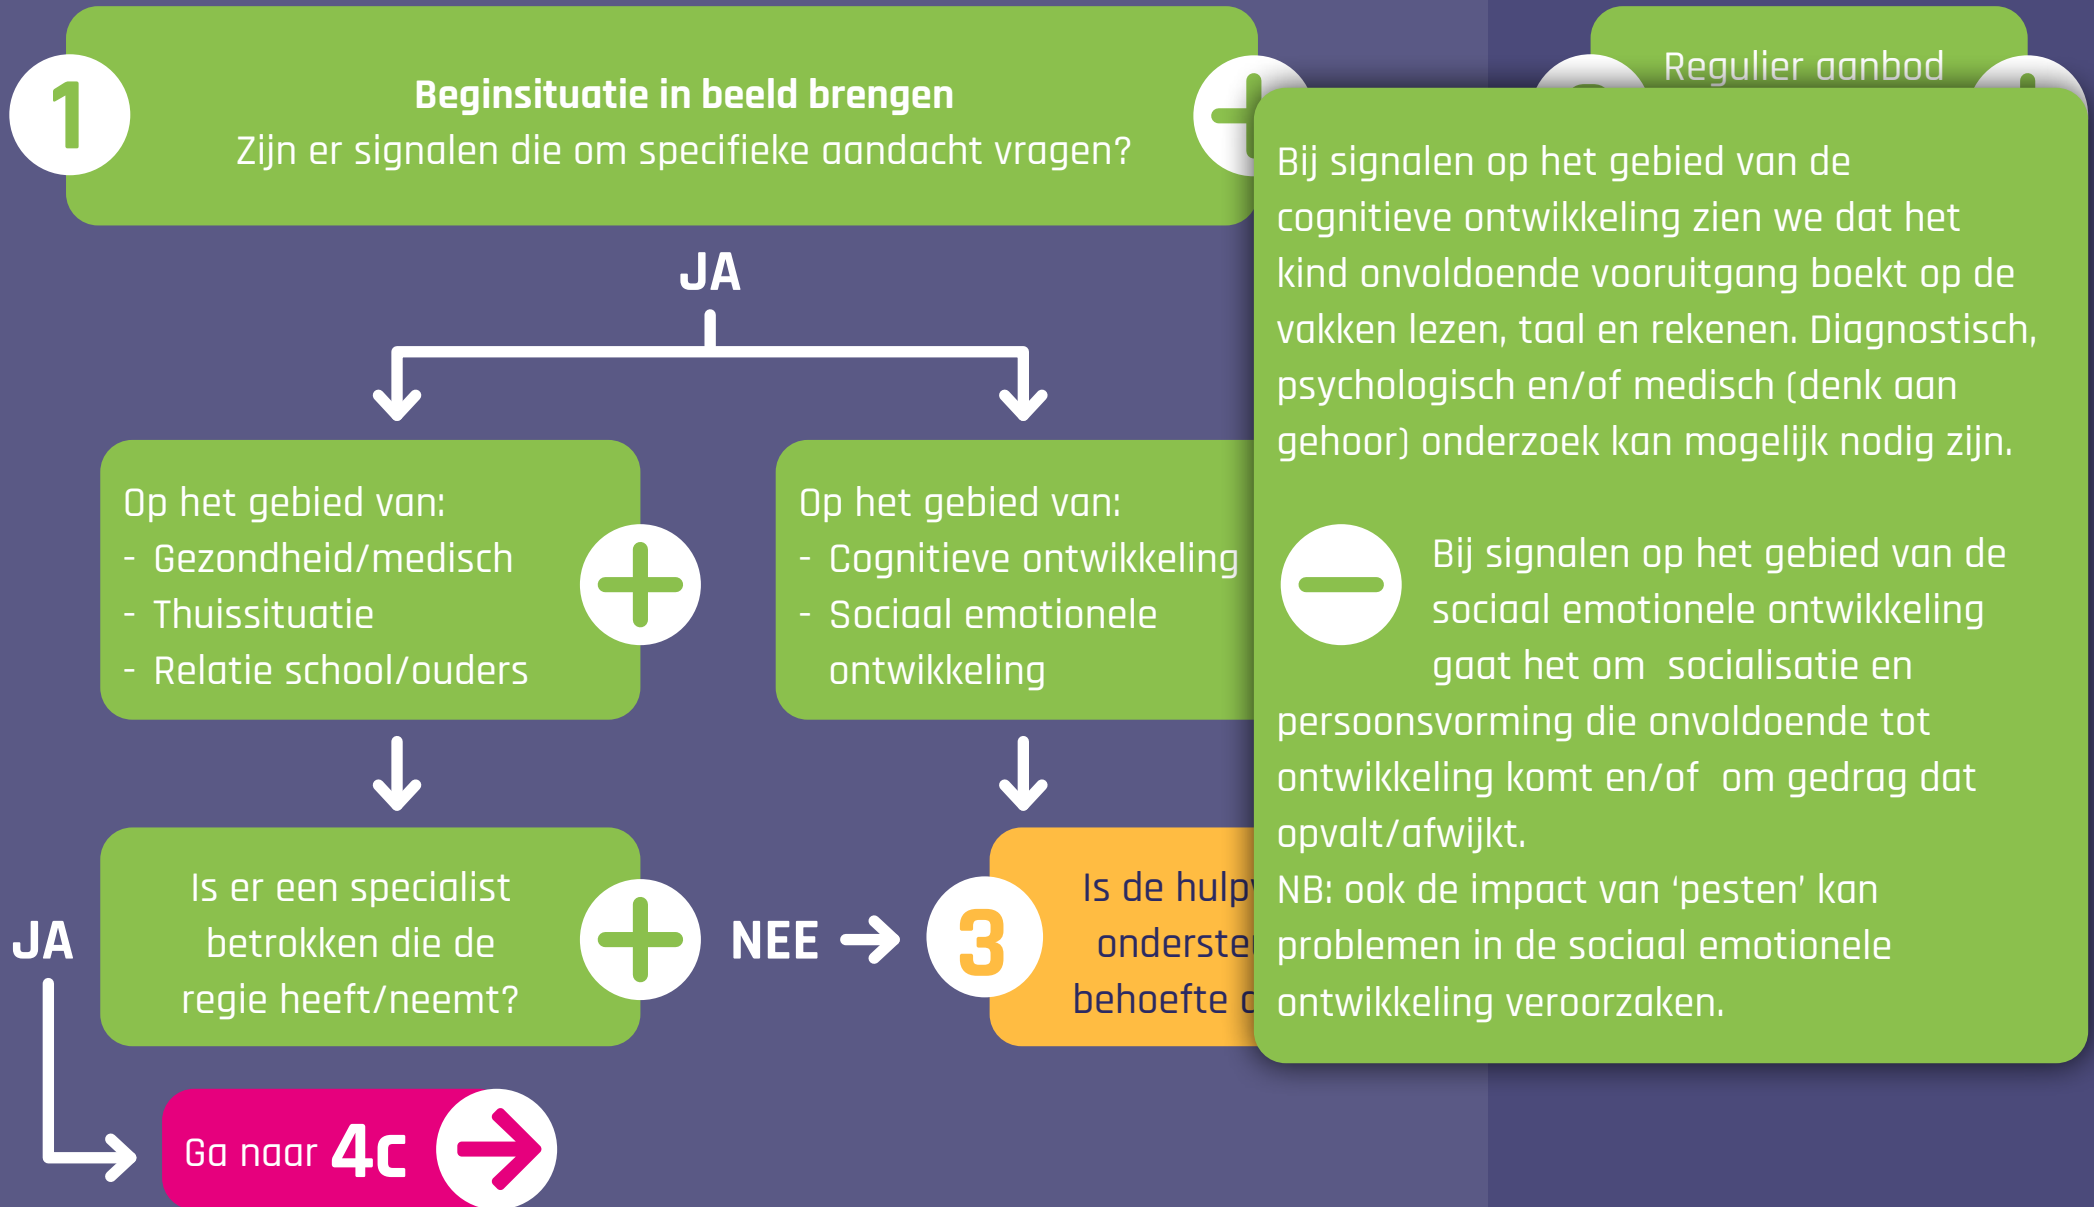 1
Beginsituatie in beeld brengen
Zijn er signalen die om specifieke aandacht vragen?
Regulier aanbod
JA
Op het gebied van:
- Gezondheid/medisch
- Thuissituatie
- Relatie school/ouders
Op het gebied van:
- Cognitieve ontwikkeling
- Sociaal emotionele
ontwikkeling
JA
Is er een specialist
betrokken die de
regie heeft/neemt?
NEE
3
Is de
behoefte
Ga naar 4c
Bij signalen op het gebied van de
cognitieve ontwikkeling zien we dat het
kind onvoldoende vooruitgang boekt op de
vakken lezen, taal en rekenen. Diagnostisch,
psychologisch en/of medisch (denk aan
gehoor) onderzoek kan mogelijk nodig zijn.
Bij signalen op het gebied van de
sociaal emotionele ontwikkeling
gaat het om  socialisatie en
persoonsvorming die onvoldoende tot
ontwikkeling komt en/of  om gedrag dat
opvalt/afwijkt.
NB: ook de impact van ‘pesten’ kan
problemen in de sociaal emotionele
ontwikkeling veroorzaken.